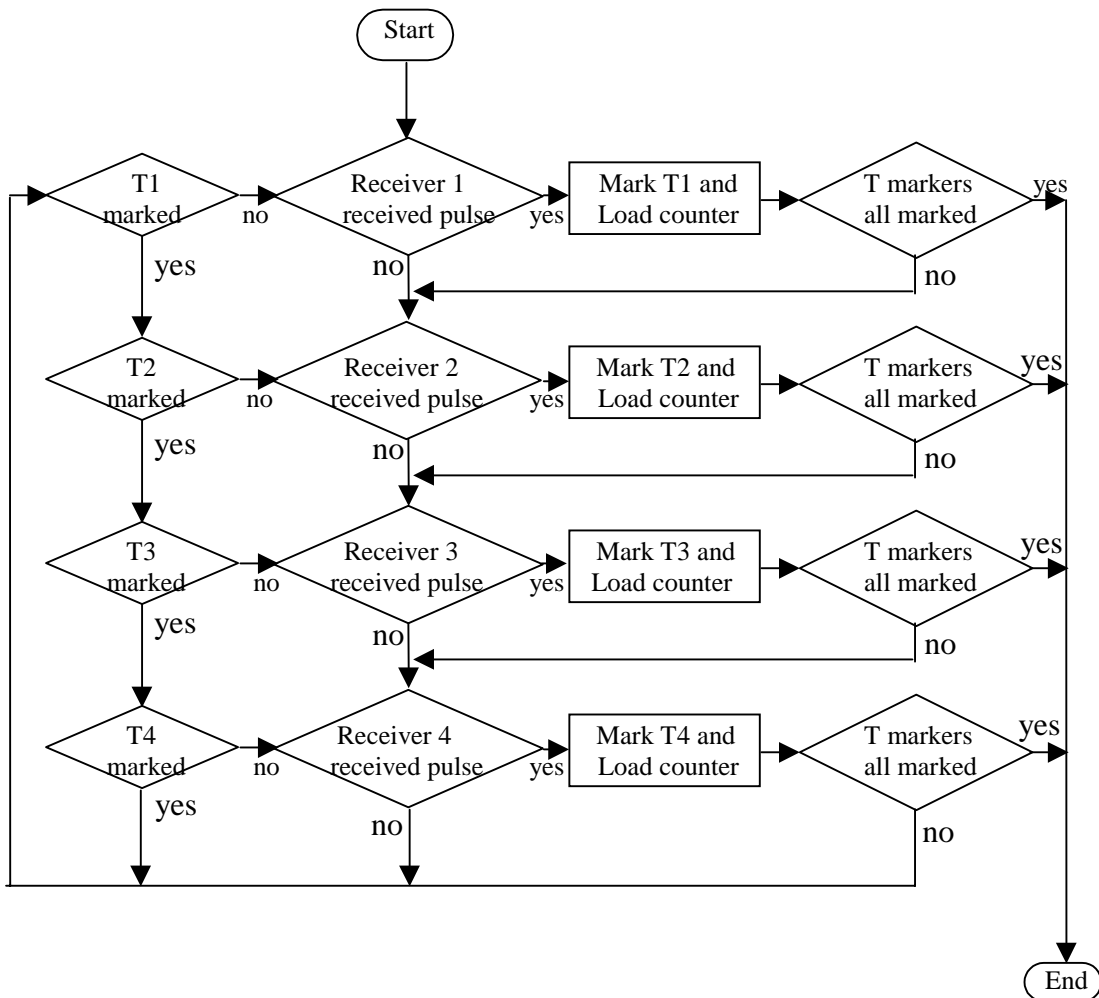 Start
T1
marked
no
yes
Receiver 1
received pulse
yes
no
Mark T1 and
Load counter
T markers
all marked
yes
no
T2
marked
no
yes
Receiver 2
received pulse
yes
no
Mark T2 and
Load counter
T markers
all marked
yes
no
T3
marked
no
yes
Receiver 3
received pulse
yes
no
Mark T3 and
Load counter
T markers
all marked
yes
no
T4
marked
no
yes
Receiver 4
received pulse
yes
no
Mark T4 and
Load counter
T markers
all marked
yes
no
End